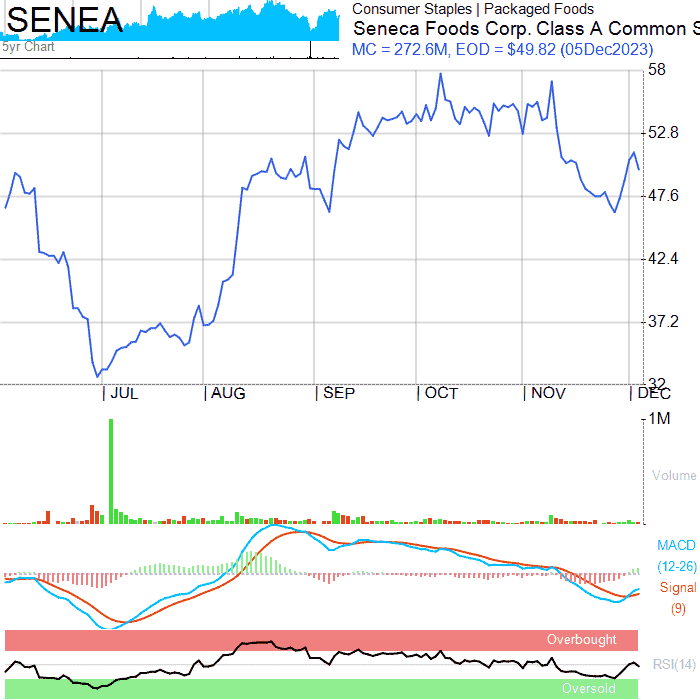 SENEA
5yr Chart
Consumer Staples | Packaged Foods
Seneca Foods Corp. Class A Common S
MC = 272.6M, EOD = $49.82 (05Dec2023)
58
52.8
47.6
42.4
37.2
32
JUL AUG SEP OCT NOV DEC
1M
Volume
MACD
(12-26)
Signal
(9)
Overbought
RSI(14)
Oversold